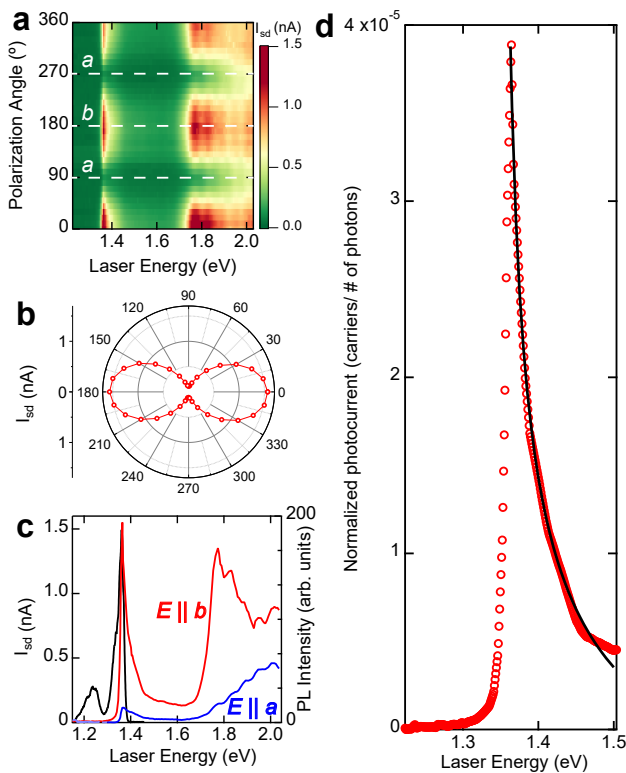 a
I_sd (nA)
360
270
180
90
0
Polarization Angle (º)
a
b
a
1.5
1.0
0.5
0.0
1.4 1.6 1.8 2.0
Laser Energy (eV)
b
90
120 60
150 30
180 0
210 330
240 300
270
1
0
1
I_sd (nA)
c
1.5
1.0
0.5
0
I_sd (nA)
200
0
PL Intensity (arb. units)
E || b
E || a
1.2 1.4 1.6 1.8 2.0
Laser Energy (eV)
d
4 x10^-5
3
2
1
0
Normalized photocurrent (carriers/ # of photons)
1.3 1.4 1.5
Laser Energy (eV)